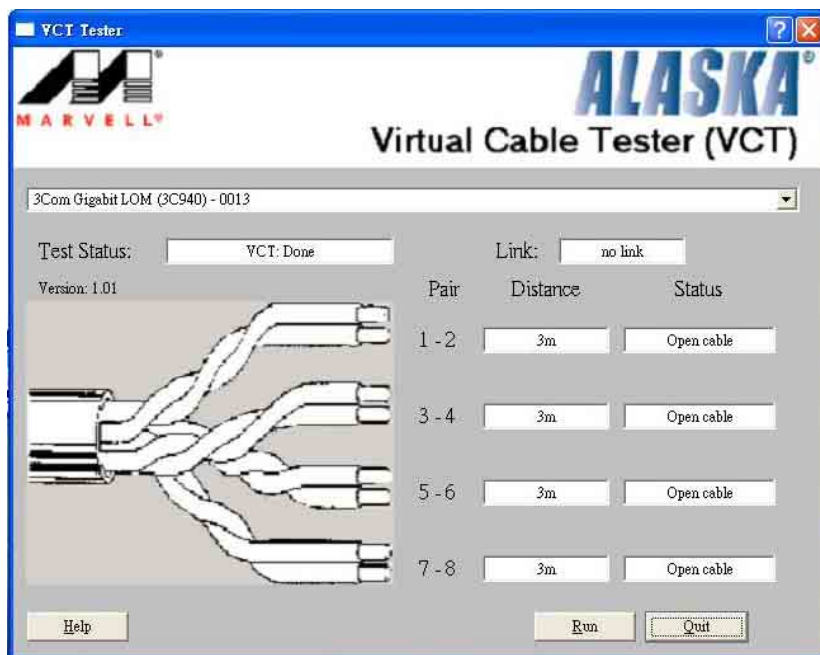 VCT Tester
MARVELL®
ALASKA®
Virtual Cable Tester (VCT)
3Com Gigabit LOM (3C940) - 0013
Test Status: VCT: Done Link: no link
Version: 1.01 Pair Distance Status
1 - 2 3m Open cable
3 - 4 3m Open cable
5 - 6 3m Open cable
7 - 8 3m Open cable
Help Run Quit